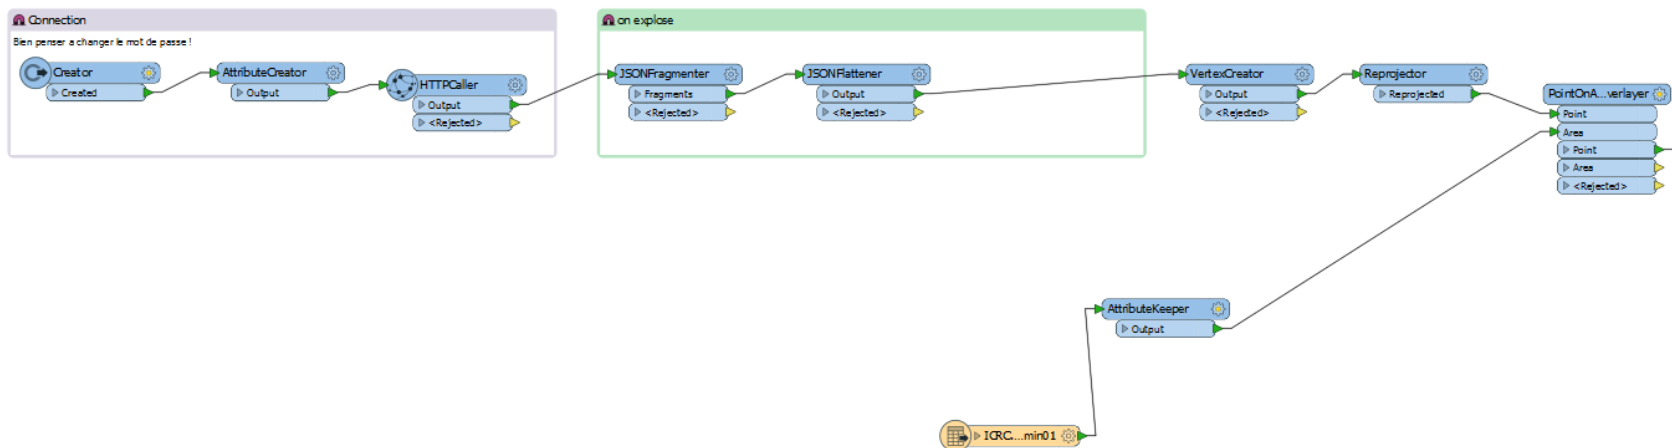 Connection
Bien penser a changer le mot de passe !
Creator
Created
AttributeCreator
Output
HTTPCaller
Output
<Rejected>
on explose
JSONFragmenter
Fragments
<Rejected>
JSONFlattener
Output
<Rejected>
VertexCreator
Output
<Rejected>
Reprojector
Reprojected
PointOnA...verlayer
Point
Area
Point
Area
<Rejected>
AttributeKeeper
Output
ICRC....min01